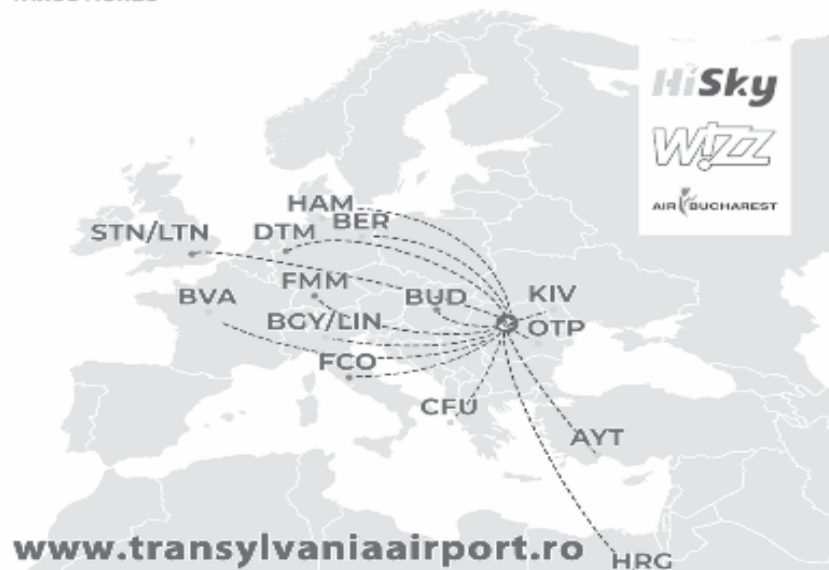 HiSky
WIZZ
AIR BUCHAREST
HAM
BER
STN/LTN
DTM
FMM
BVA
BUD
KIV
BGY/LIN
OTP
FCO
CFU
AYT
www.transylvaniaairport.ro
HRG